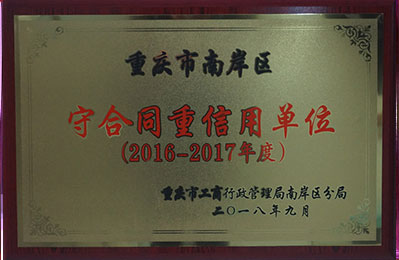 重庆市南岸区
守合同重信用单位
(2016-2017年度)
重庆市工商行政管理局南岸区分局
二〇一八年九月